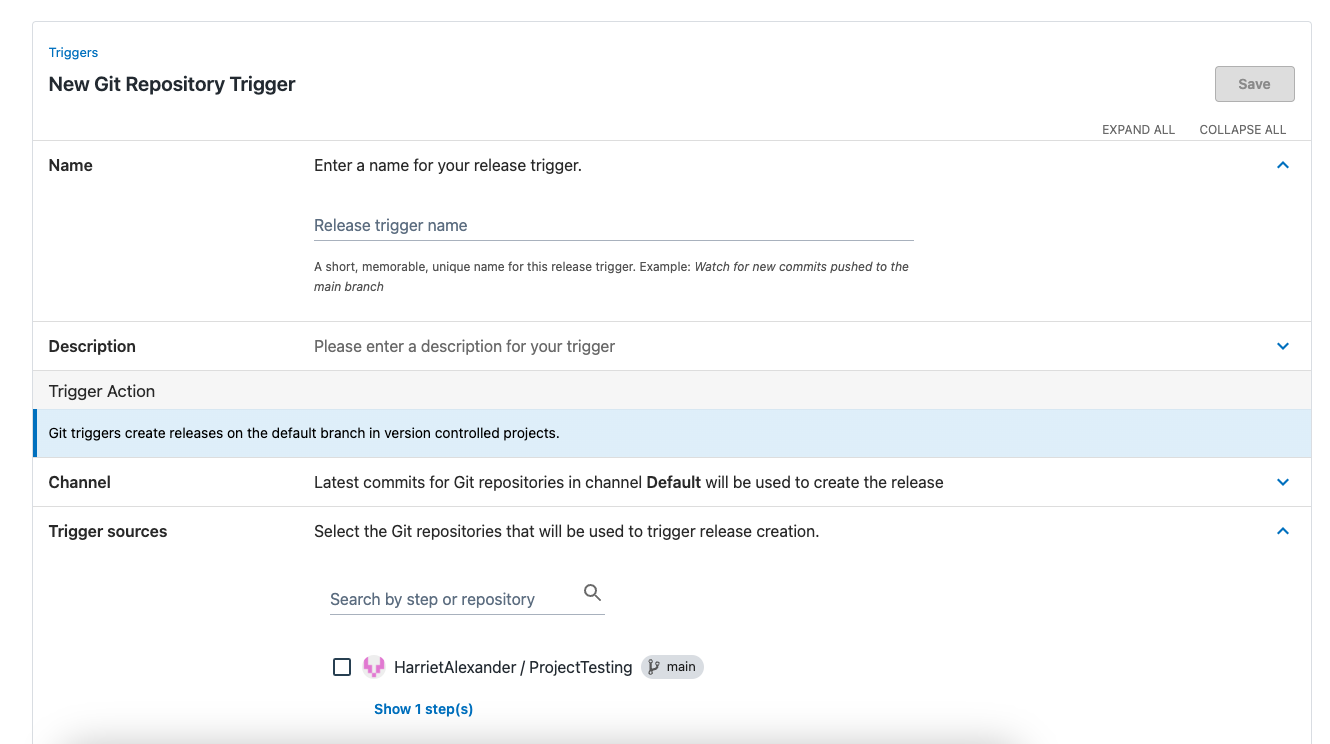 Triggers
New Git Repository Trigger
Save
EXPAND ALL COLLAPSE ALL
Name Enter a name for your release trigger.
Release trigger name
A short, memorable, unique name for this release trigger. Example: Watch for new commits pushed to the
main branch
Description Please enter a description for your trigger
Trigger Action
Git triggers create releases on the default branch in version controlled projects.
Channel Latest commits for Git repositories in channel Default will be used to create the release
Trigger sources Select the Git repositories that will be used to trigger release creation.
Search by step or repository
HarrietAlexander / ProjectTesting main
Show 1 step(s)